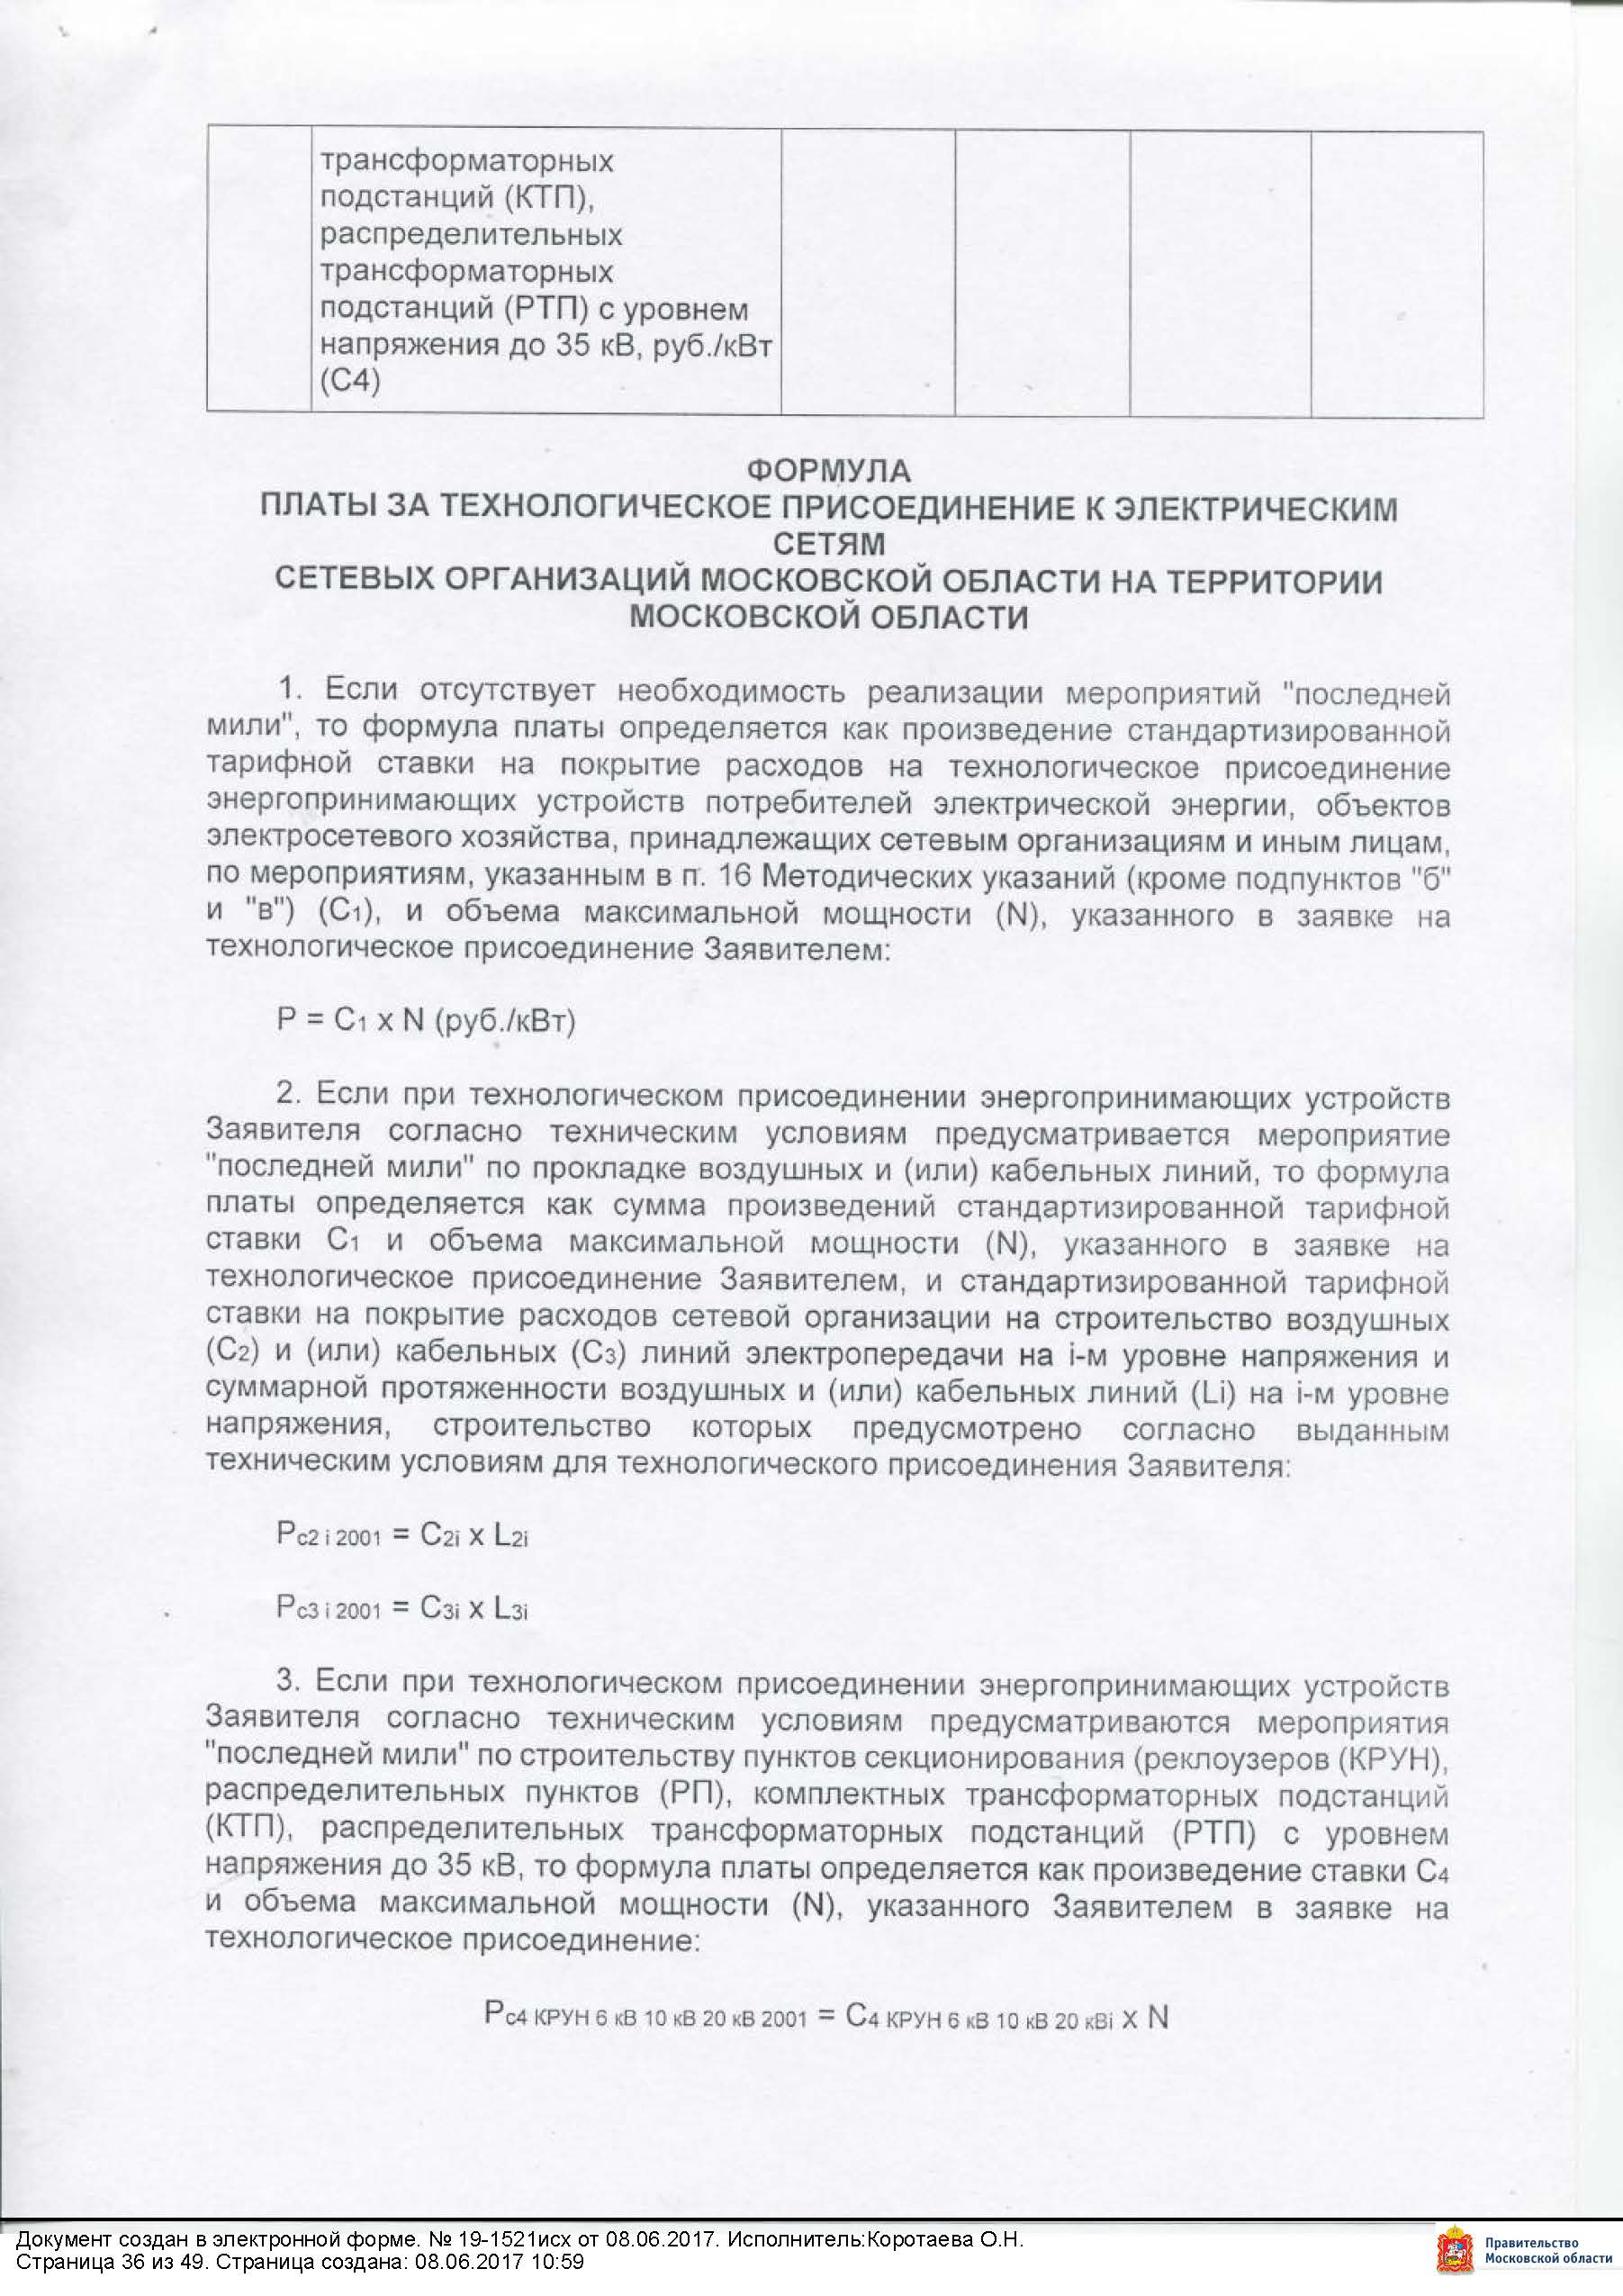 трансформаторных
подстанций (КТП),
распределительных
трансформаторных
подстанций (РТП) с уровнем
напряжения до 35 кВ, руб./кВт
(С4)
ФОРМУЛА
ПЛАТЫ ЗА ТЕХНОЛОГИЧЕСКОЕ ПРИСОЕДИНЕНИЕ К ЭЛЕКТРИЧЕСКИМ
СЕТЯМ
СЕТЕВЫХ ОРГАНИЗАЦИЙ МОСКОВСКОЙ ОБЛАСТИ НА ТЕРРИТОРИИ
МОСКОВСКОЙ ОБЛАСТИ
1. Если отсутствует необходимость реализации мероприятий "последней
мили", то формула платы определяется как произведение стандартизированной
тарифной ставки на покрытие расходов на технологическое присоединение
энергопринимающих устройств потребителей электрической энергии, объектов
электросетевого хозяйства, принадлежащих сетевым организациям и иным лицам,
по мероприятиям, указанным в п. 16 Методических указаний (кроме подпунктов "б"
и "в") (С1), и объема максимальной мощности (N), указанного в заявке на
технологическое присоединение Заявителем:
Р = С1 х N (руб./кВт)
2. Если при технологическом присоединении энергопринимающих устройств
Заявителя согласно техническим условиям предусматривается мероприятие
"последней мили" по прокладке воздушных и (или) кабельных линий, то формула
платы определяется как сумма произведений стандартизированной тарифной
ставки С1 и объема максимальной мощности (N), указанного в заявке на
технологическое присоединение Заявителем, и стандартизированной тарифной
ставки на покрытие расходов сетевой организации на строительство воздушных
(С2) и (или) кабельных (С3) линий электропередачи на i-м уровне напряжения и
суммарной протяженности воздушных и (или) кабельных линий (Li) на i-м уровне
напряжения, строительство которых предусмотрено согласно выданным
техническим условиям для технологического присоединения Заявителя:
Рс2 i 2001 = С2i х L2i
Рс3 i 2001 = С3i х L3i
3. Если при технологическом присоединении энергопринимающих устройств
Заявителя согласно техническим условиям предусматриваются мероприятия
"последней мили" по строительству пунктов секционирования (реклоузеров (КРУН),
распределительных пунктов (РП), комплектных трансформаторных подстанций
(КТП), распределительных трансформаторных подстанций (РТП) с уровнем
напряжения до 35 кВ, то формула платы определяется как произведение ставки С4
и объема максимальной мощности (N), указанного Заявителем в заявке на
технологическое присоединение:
Рс4 КРУН 6 кВ 10 кВ 20 кВ 2001 = С4 КРУН 6 кВ 10 кВ 20 кВi х N
Документ создан в электронной форме. № 19-1521исх от 08.06.2017. Исполнитель:Коротаева О.Н.
Страница 36 из 49. Страница создана: 08.06.2017 10:59
Правительство
Московской области